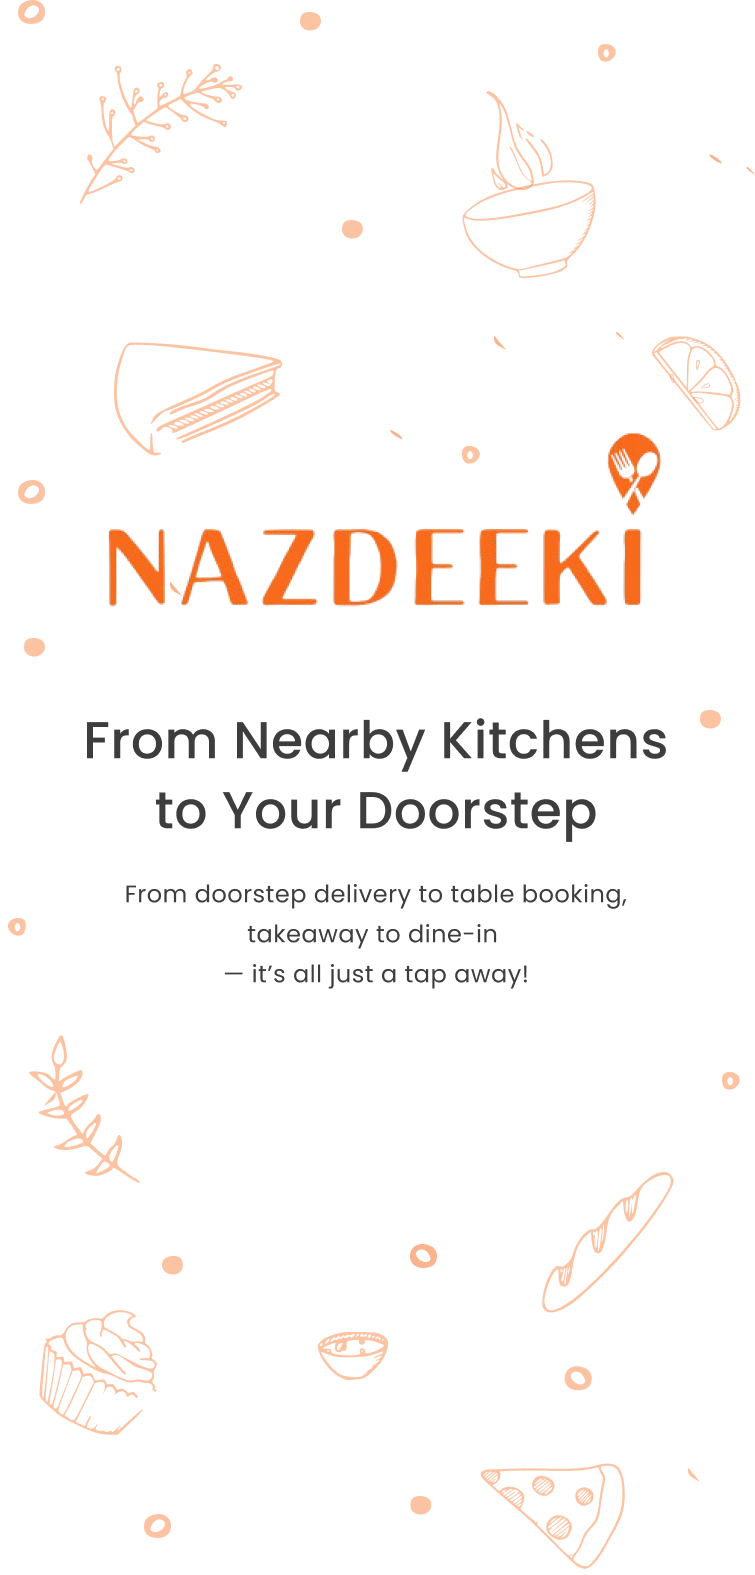 NAZDEEKI
From Nearby Kitchens
to Your Doorstep
From doorstep delivery to table booking,
takeaway to dine-in
— it’s all just a tap away!